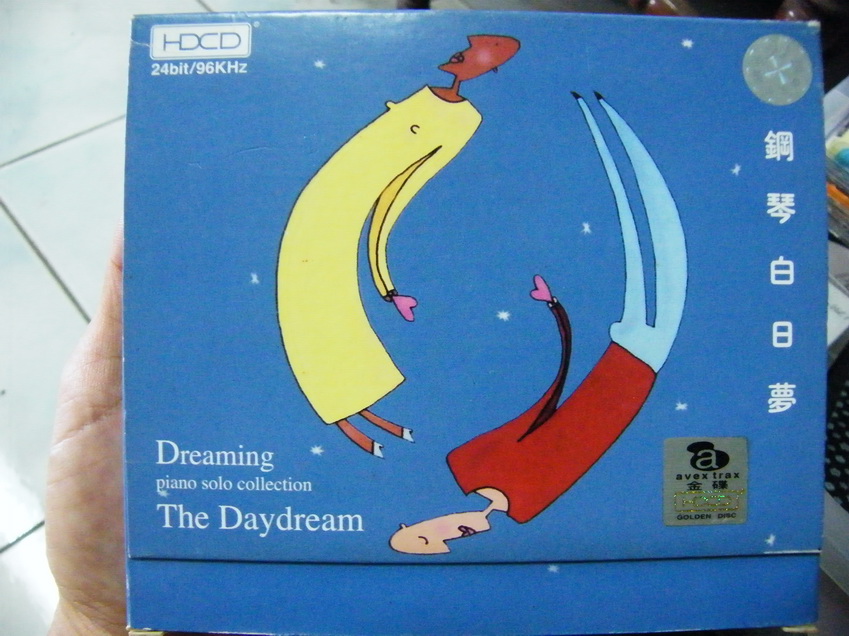 HDCD®
24bit/96KHz
鋼琴白日夢
Dreaming
piano solo collection
The Daydream
a
avex trax
金碟
GOLDEN DISC